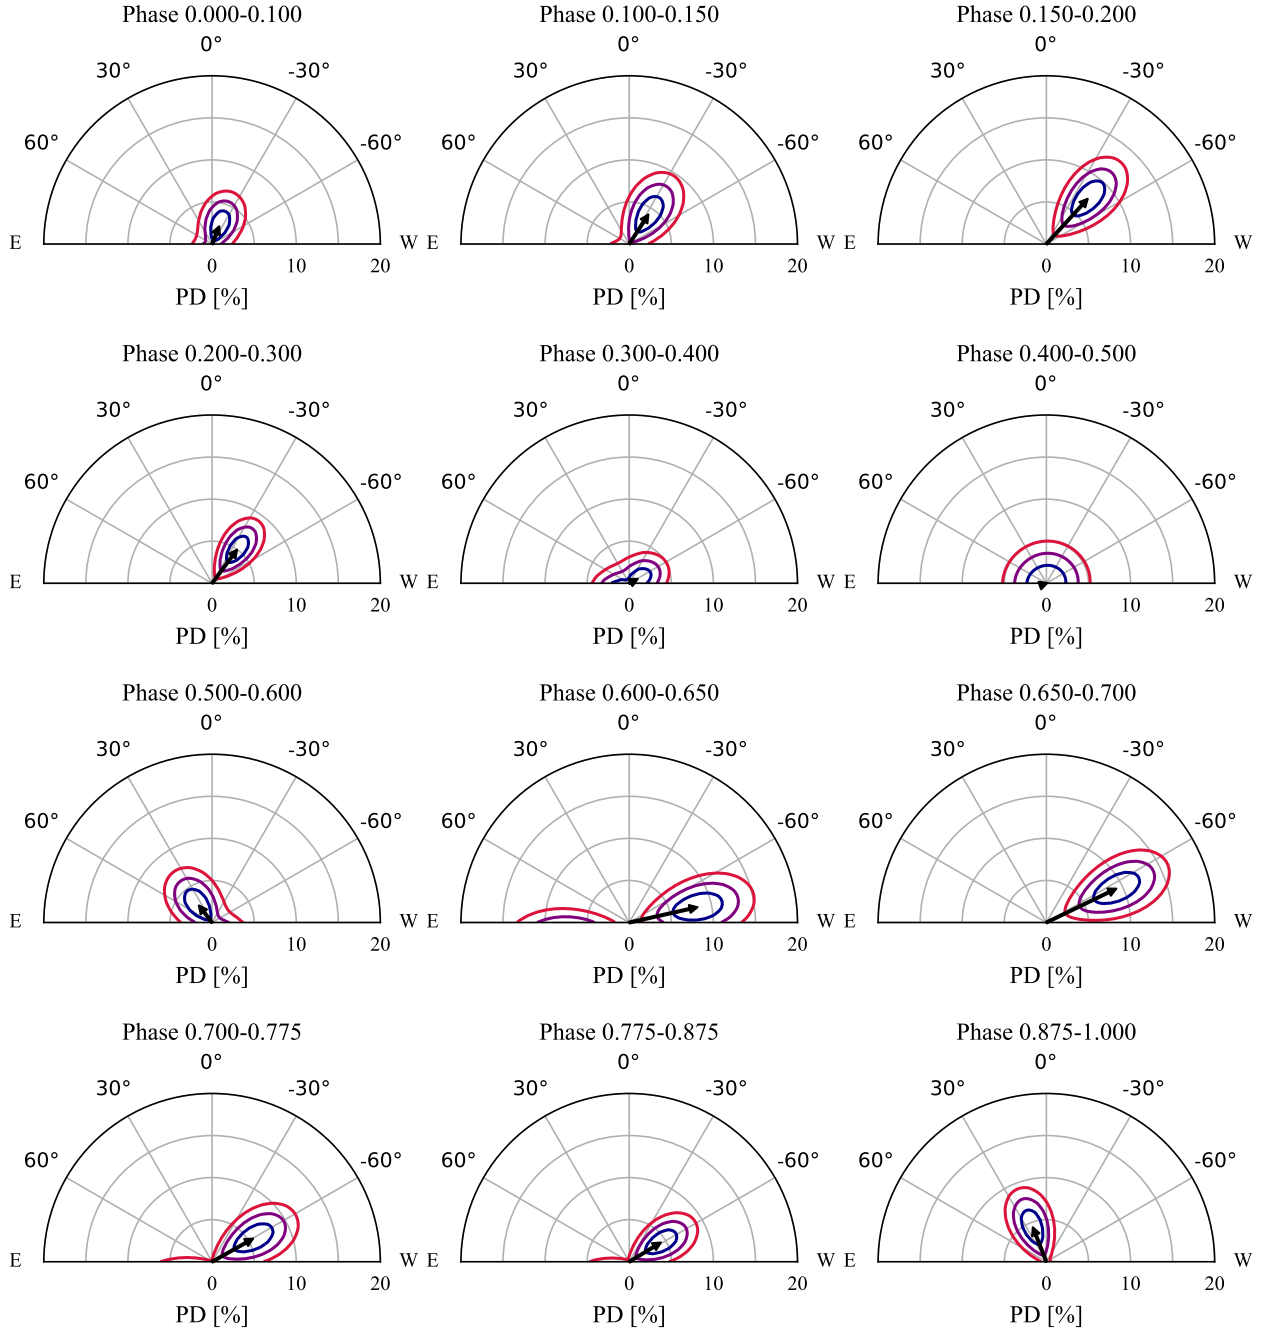 Phase 0.000-0.100 Phase 0.100-0.150 Phase 0.150-0.200
0° 0° 0°
30° -30° 30° -30° 30° -30°
60° -60° 60° -60° 60° -60°
E W E W E W
0 10 20 0 10 20 0 10 20
PD [%] PD [%] PD [%]
Phase 0.200-0.300 Phase 0.300-0.400 Phase 0.400-0.500
0° 0° 0°
30° -30° 30° -30° 30° -30°
60° -60° 60° -60° 60° -60°
E W E W E W
0 10 20 0 10 20 0 10 20
PD [%] PD [%] PD [%]
Phase 0.500-0.600 Phase 0.600-0.650 Phase 0.650-0.700
0° 0° 0°
30° -30° 30° -30° 30° -30°
60° -60° 60° -60° 60° -60°
E W E W E W
0 10 20 0 10 20 0 10 20
PD [%] PD [%] PD [%]
Phase 0.700-0.775 Phase 0.775-0.875 Phase 0.875-1.000
0° 0° 0°
30° -30° 30° -30° 30° -30°
60° -60° 60° -60° 60° -60°
E W E W E W
0 10 20 0 10 20 0 10 20
PD [%] PD [%] PD [%]